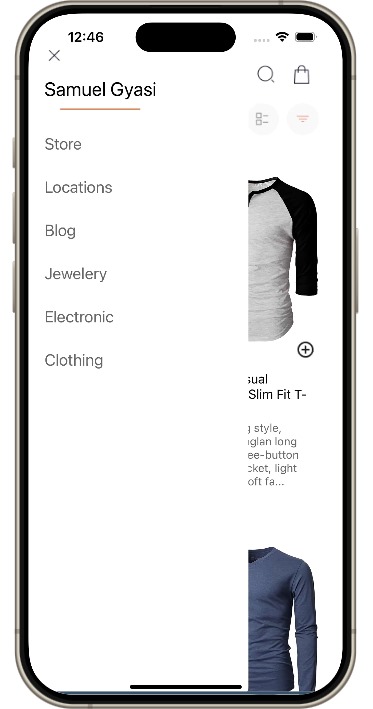 12:46
Samuel Gyasi
Store
Locations
Blog
Jewelery
Electronic
Clothing
sual
Slim Fit T-
style,
glan long
ee-button
cket, light
oft fa...